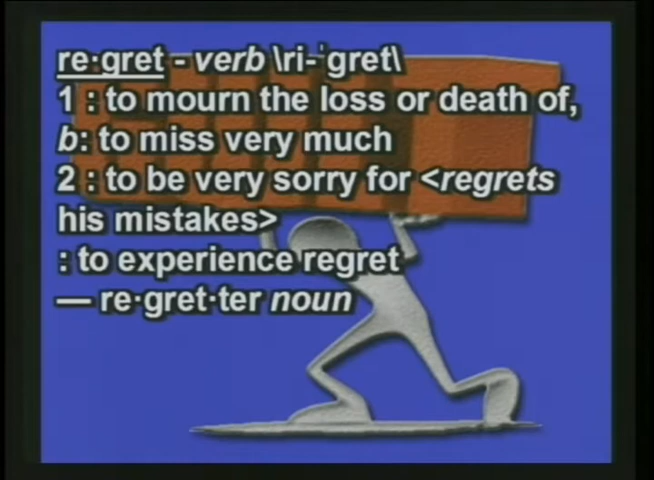 re·gret - verb \ri-ˈgret\
1 : to mourn the loss or death of,
b: to miss very much
2 : to be very sorry for <regrets
his mistakes>
: to experience regret
— re·gret·ter noun